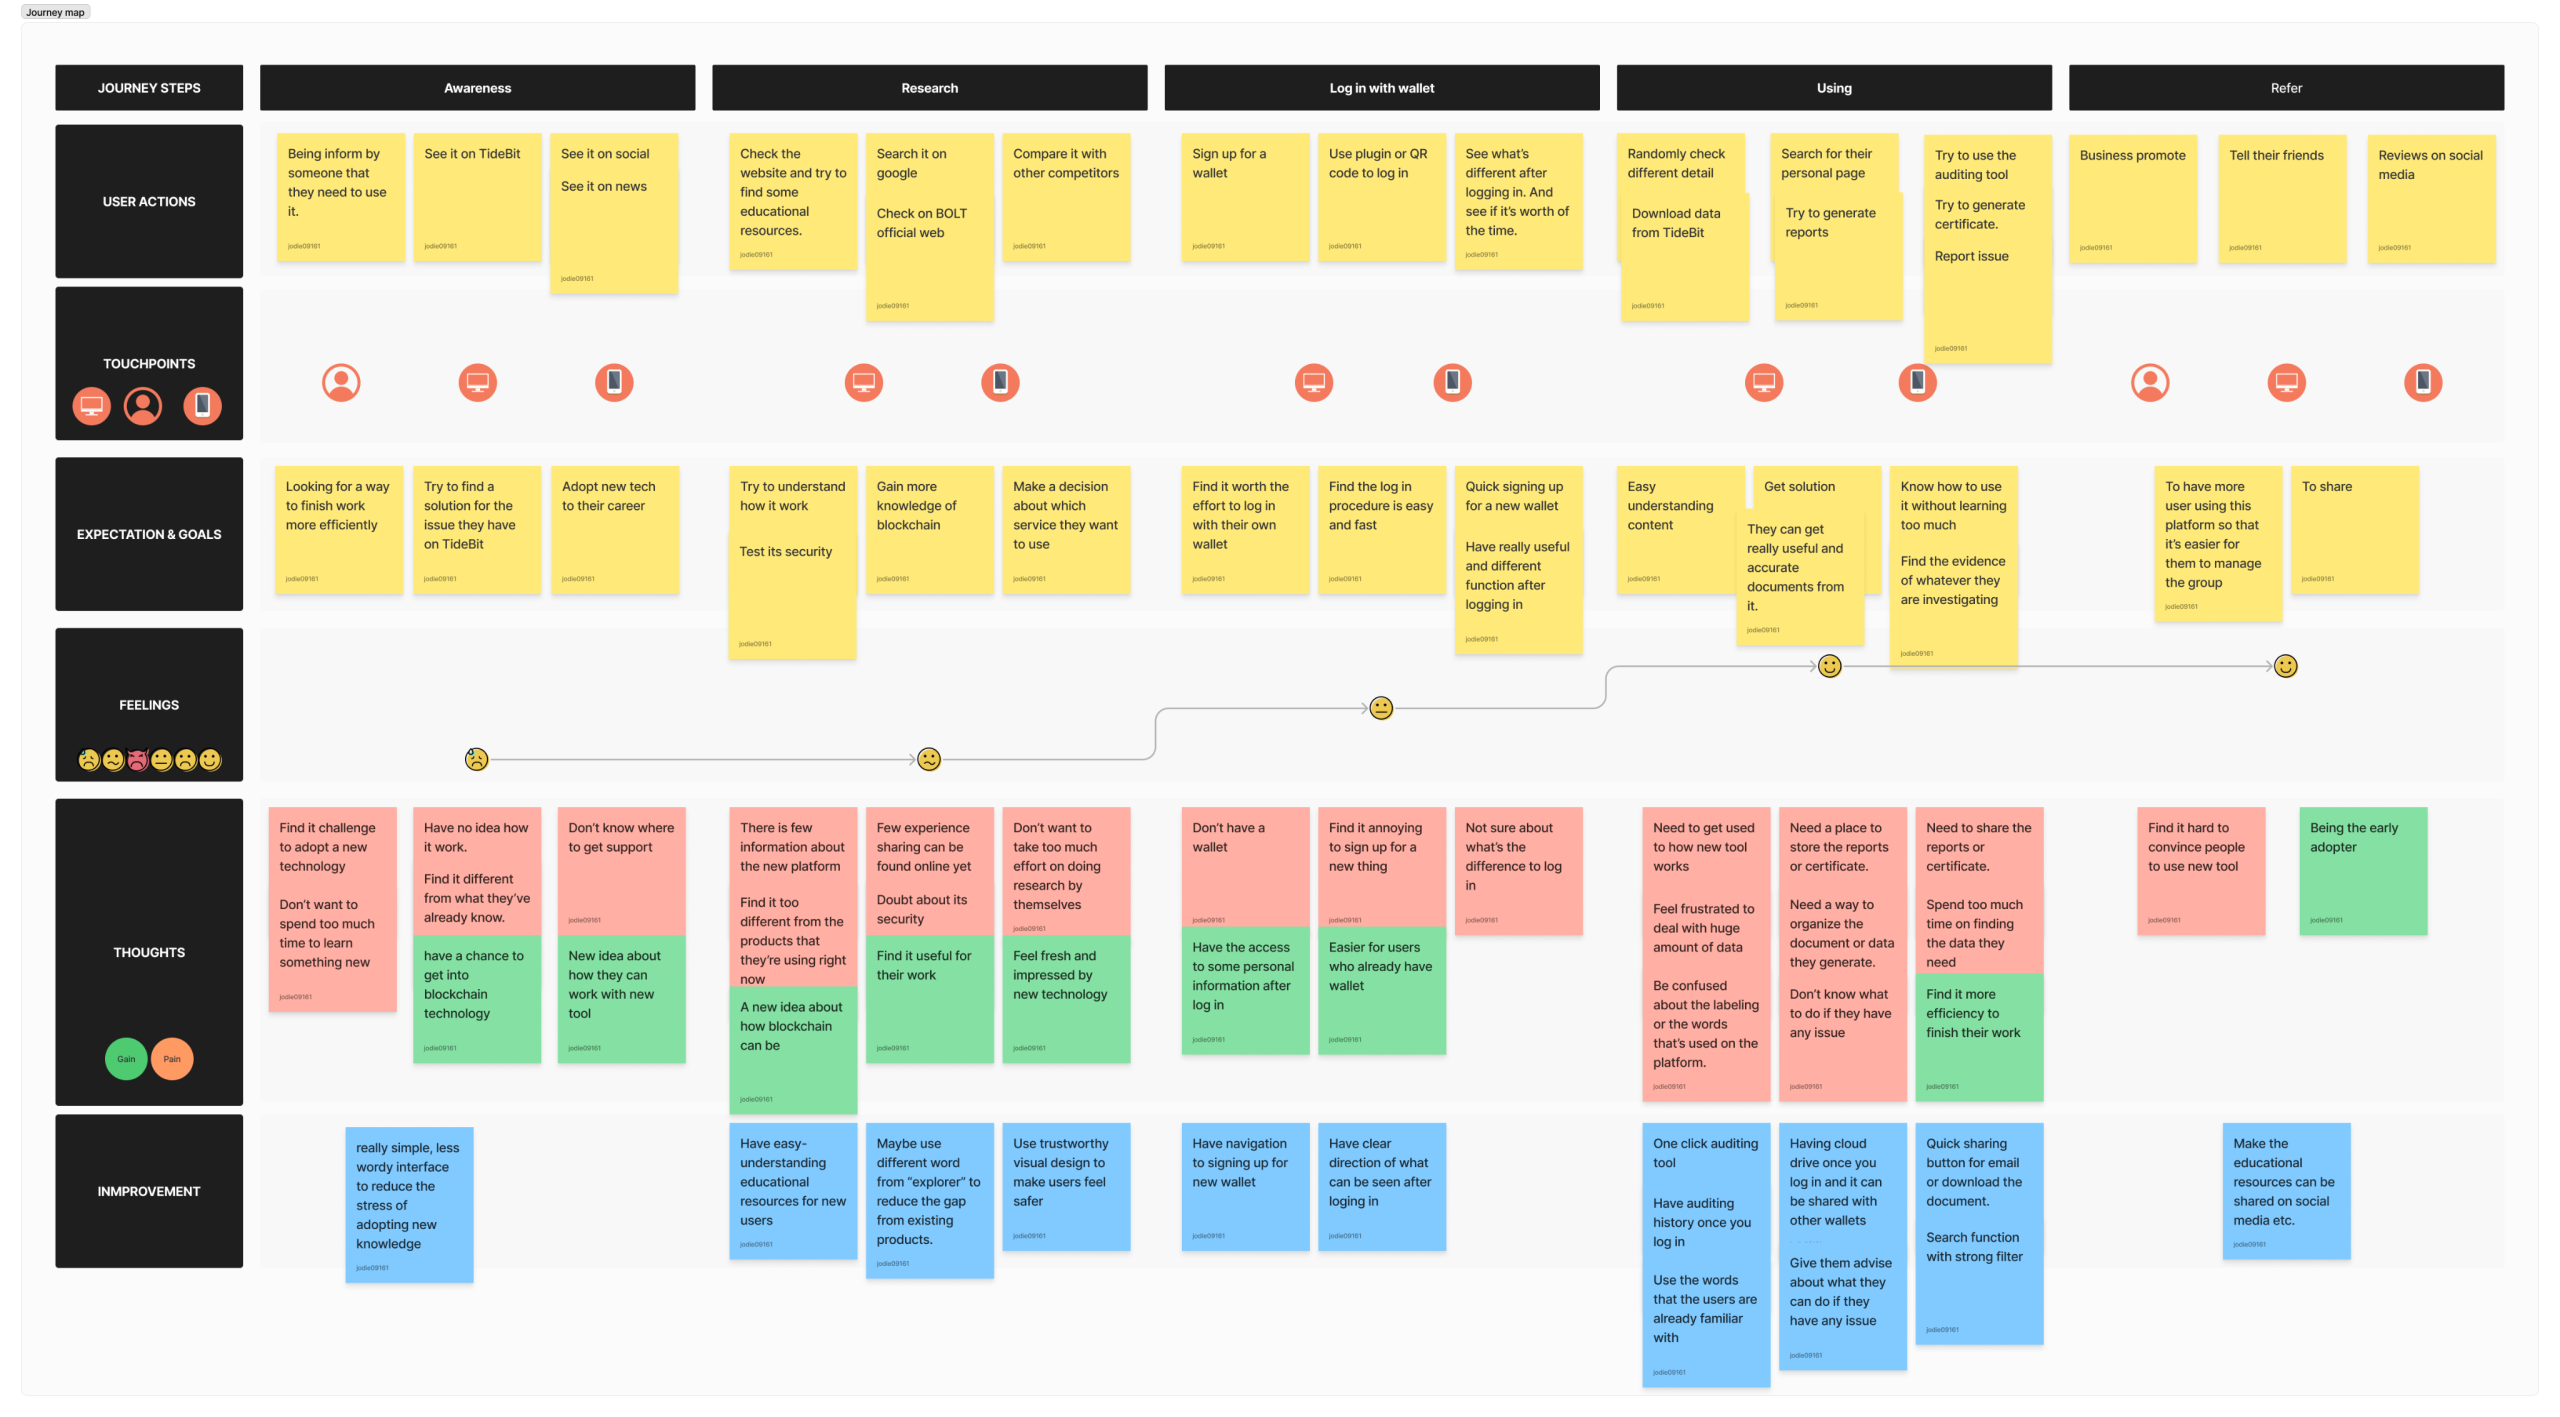 Journey map
JOURNEY STEPS
Awareness
Research
Log in with wallet
Using
Refer
USER ACTIONS
Being inform by
someone that
they need to use
it.
jodie09161
See it on TideBit
jodie09161
See it on social
See it on news
jodie09161
Check the
website and try to
find some
educational
resources.
jodie09161
Search it on
google
Check on BOLT
official web
jodie09161
Compare it with
other competitors
jodie09161
Sign up for a
wallet
jodie09161
Use plugin or QR
code to log in
jodie09161
See what's
different after
logging in. And
see if it's worth of
the time.
jodie09161
Randomly check
different detail
Download data
from TideBit
jodie09161
Search for their
personal page
Try to generate
reports
jodie09161
Try to use the
auditing tool
Try to generate
certificate.
Report issue
jodie09161
Business promote
jodie09161
Tell their friends
jodie09161
Reviews on social
media
jodie09161
TOUCHPOINTS
EXPECTATION & GOALS
Looking for a way
to finish work
more efficiently
jodie09161
Try to find a
solution for the
issue they have
on TideBit
jodie09161
Adopt new tech
to their career
jodie09161
Try to understand
how it work
Test its security
jodie09161
Gain more
knowledge of
blockchain
jodie09161
Make a decision
about which
service they want
to use
jodie09161
Find it worth the
effort to log in
with their own
wallet
jodie09161
Find the log in
procedure is easy
and fast
jodie09161
Quick signing up
for a new wallet
Have really useful
and different
function after
logging in
jodie09161
Easy
understanding
content
jodie09161
Get solution
They can get
really useful and
accurate
documents from
it.
jodie09161
Know how to use
it without learning
too much
Find the evidence
of whatever they
are investigating
jodie09161
To have more
user using this
platform so that
it's easier for
them to manage
the group
jodie09161
To share
jodie09161
FEELINGS
THOUGHTS
Gain
Pain
Find it challenge
to adopt a new
technology
Don't want to
spend too much
time to learn
something new
jodie09161
Have no idea how
it work.
Find it different
from what they've
already know.
have a chance to
get into
blockchain
technology
jodie09161
Don't know where
to get support
jodie09161
New idea about
how they can
work with new
tool
jodie09161
There is few
information about
the new platform
Find it too
different from the
products that
they're using right
now
A new idea about
how blockchain
can be
jodie09161
Few experience
sharing can be
found online yet
Doubt about its
security
Find it useful for
their work
jodie09161
Don't want to
take too much
effort on doing
research by
themselves
jodie09161
Feel fresh and
impressed by
new technology
jodie09161
Don't have a
wallet
jodie09161
Have the access
to some personal
information after
log in
jodie09161
Find it annoying
to sign up for a
new thing
jodie09161
Easier for users
who already have
wallet
jodie09161
Not sure about
what's the
difference to log
in
jodie09161
Need to get used
to how new tool
works
Feel frustrated to
deal with huge
amount of data
Be confused
about the labeling
or the words
that's used on the
platform.
jodie09161
Need a place to
store the reports
or certificate.
Need a way to
organize the
document or data
they generate.
Don't know what
to do if they have
any issue
jodie09161
Need to share the
reports or
certificate.
Spend too much
time on finding
the data they
need
Find it more
efficiency to
finish their work
jodie09161
Find it hard to
convince people
to use new tool
jodie09161
Being the early
adopter
jodie09161
INMPROVEMENT
really simple, less
wordy interface
to reduce the
stress of
adopting new
knowledge
jodie09161
Have easy-
understanding
educational
resources for new
users
jodie09161
Maybe use
different word
from "explorer" to
reduce the gap
from existing
products.
jodie09161
Use trustworthy
visual design to
make users feel
safer
jodie09161
Have navigation
to signing up for
new wallet
jodie09161
Have clear
direction of what
can be seen after
loging in
jodie09161
One click auditing
tool
Have auditing
history once you
log in
Use the words
that the users are
already familiar
with
jodie09161
Having cloud
drive once you
log in and it can
be shared with
other wallets
Give them advise
about what they
can do if they
have any issue
jodie09161
Quick sharing
button for email
or download the
document.
Search function
with strong filter
jodie09161
Make the
educational
resources can be
shared on social
media etc.
jodie09161